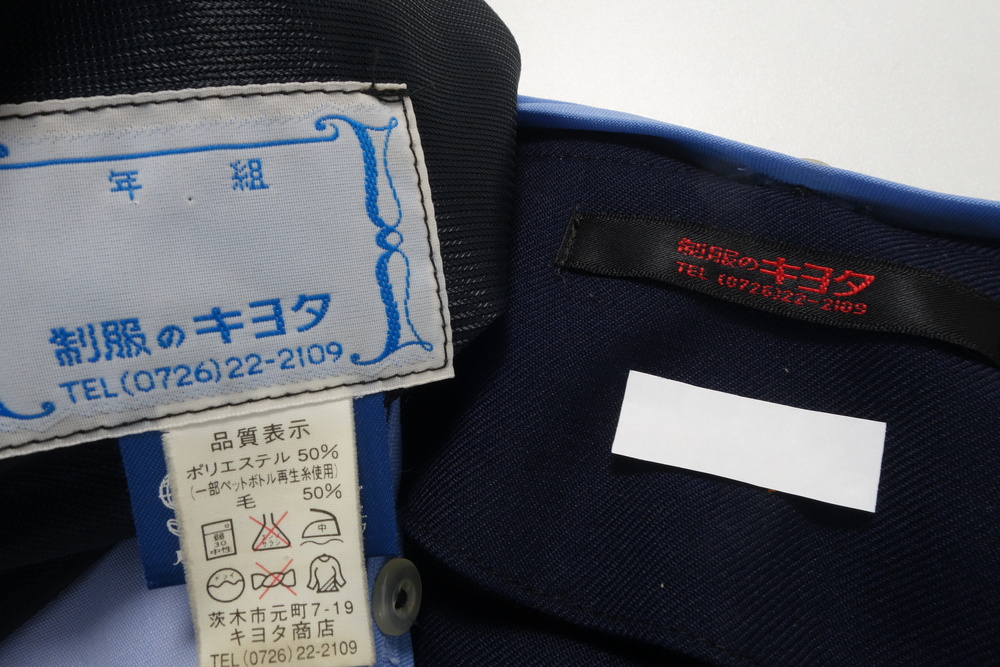 年 組
制服のキヨタ
TEL(0726)22-2109
制服のキヨタ
TEL (0726)22-2109
品質表示
ポリエステル 50%
(一部ペットボトル再生糸使用)
毛 50%
中
中性
茨木市元町7-19
キヨタ商店
TEL(0726)22-2109